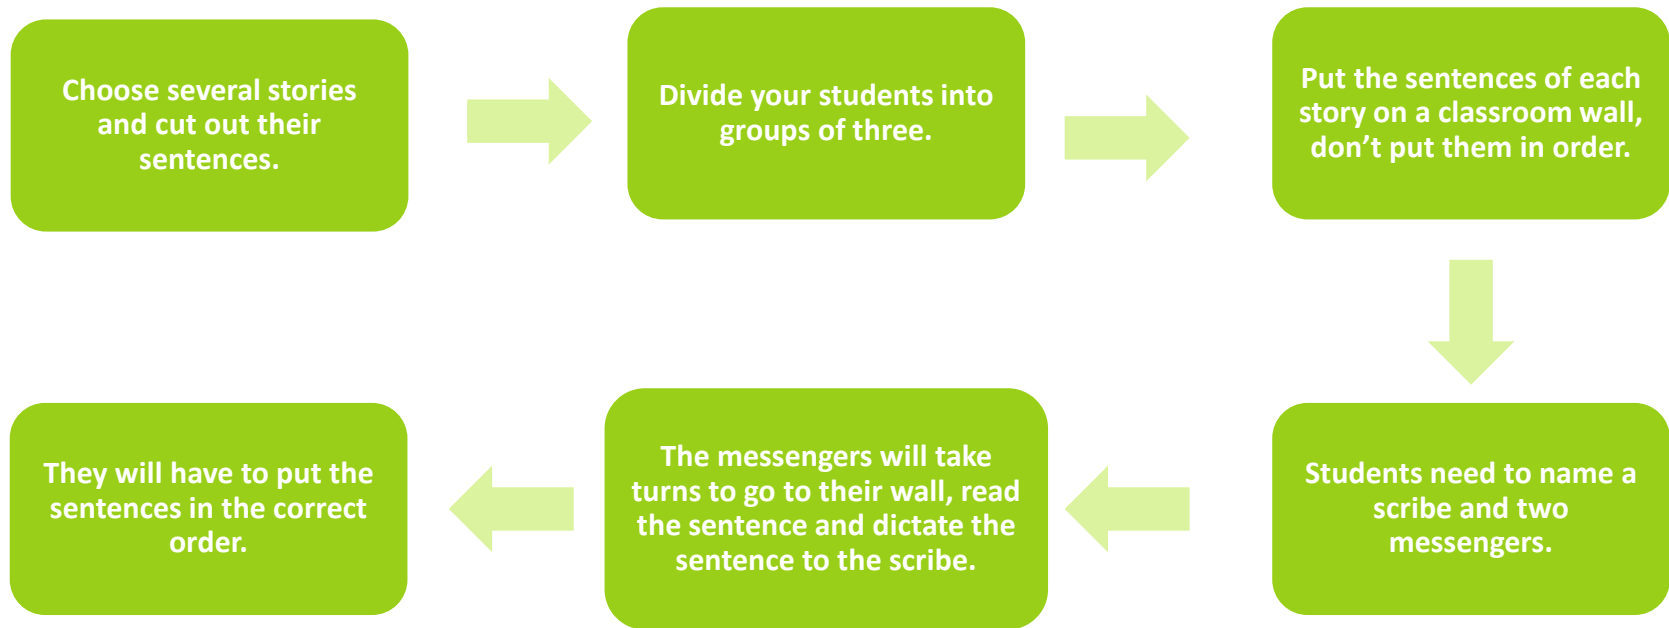 Choose several stories
and cut out their
sentences.
Divide your students into
groups of three.
Put the sentences of each
story on a classroom wall,
don’t put them in order.
Students need to name a
scribe and two
messengers.
The messengers will take
turns to go to their wall, read
the sentence and dictate the
sentence to the scribe.
They will have to put the
sentences in the correct
order.